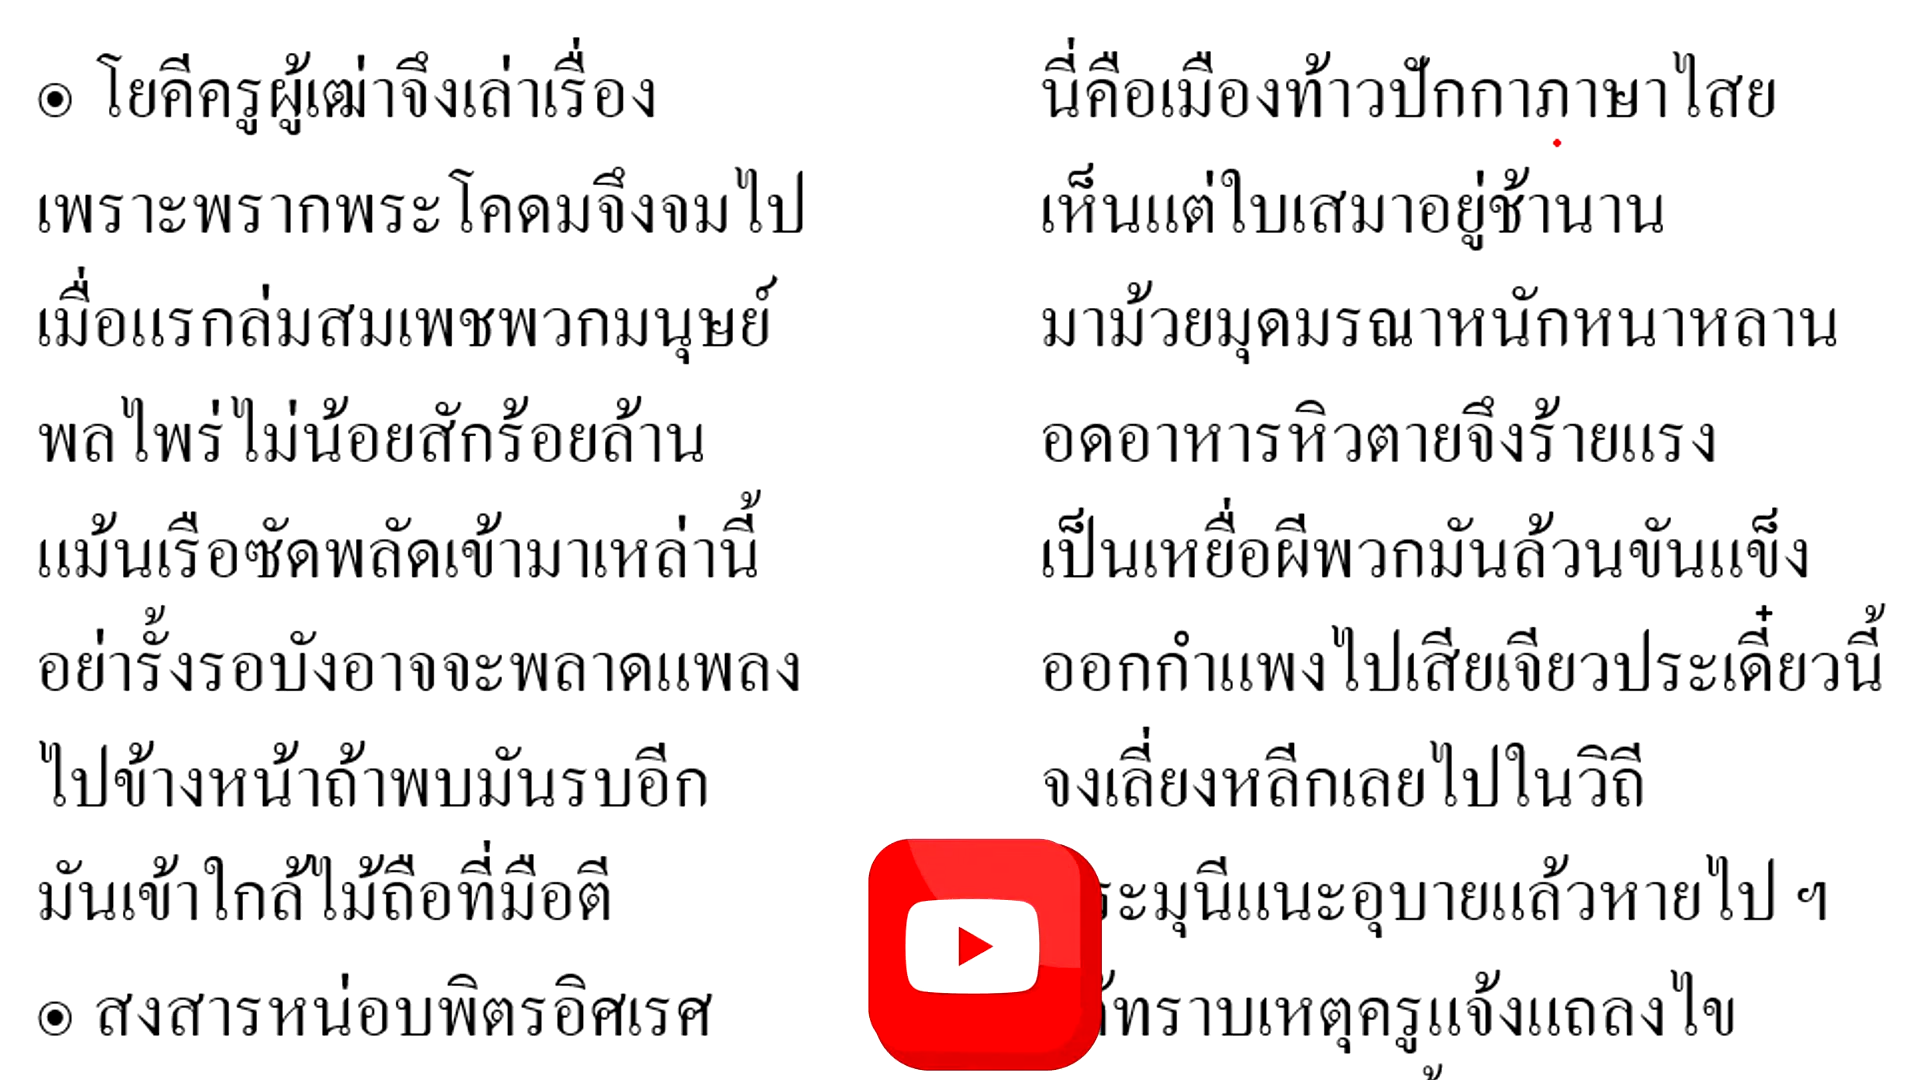 ๏ โยคีครูผู้เฒ่าจึงเล่าเรื่อง นี่คือเมืองท้าวปักกาภาษาไสย
เพราะพรากพระโคดมจึงจมไป เห็นแต่ใบเสมาอยู่ช้านาน
เมื่อแรกล่มสมเพชพวกมนุษย์ มาม้วยมุดมรณาหนักหนาหลาน
พลไพร่ไม่น้อยสักร้อยล้าน อดอาหารหิวตายจึงร้ายแรง
แม้นเรือซัดพลัดเข้ามาเหล่านี้ เป็นเหยื่อผีพวกมันล้วนขันแข็ง
อย่ารั้งรอบังอาจจะพลาดแพลง ออกกำแพงไปเสียเจียวประเดี๋ยวนี้
ไปข้างหน้าถ้าพบมันรบอีก จงเลี่ยงหลีกเลยไปในวิถี
มันเข้าใกล้ไม้ถือที่มือตี ระมุนีแนะอุบายแล้วหายไป ฯ
๏ สงสารหน่อบพิตรอิศเรศ ทราบเหตุครูแจ้งแถลงไข